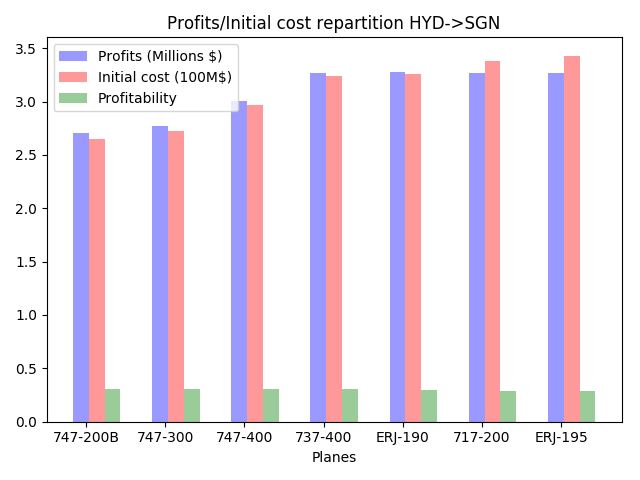 Profits/Initial cost repartition HYD->SGN
Profits (Millions $)
Initial cost (100M$)
Profitability
3.5
3.0
2.5
2.0
1.5
1.0
0.5
0.0
747-200B 747-300 747-400 737-400 ERJ-190 717-200 ERJ-195
Planes